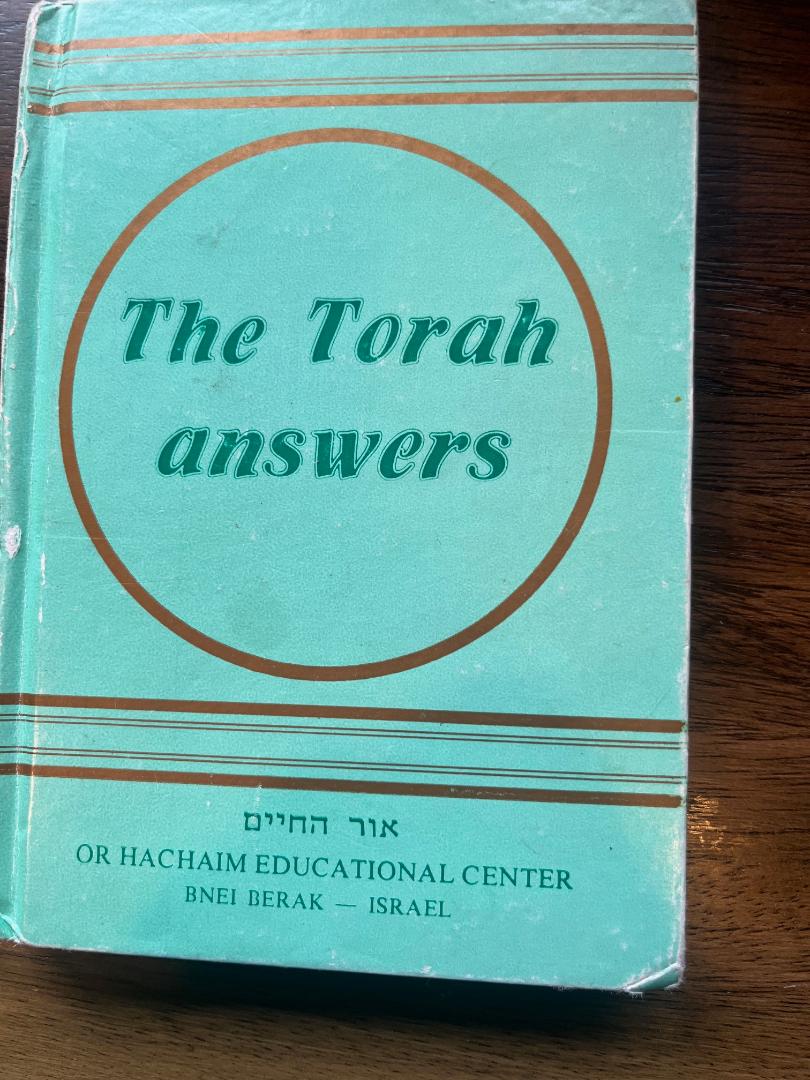 The Torah
answers
אור החיים
OR HACHAIM EDUCATIONAL CENTER
BNEI BERAK — ISRAEL